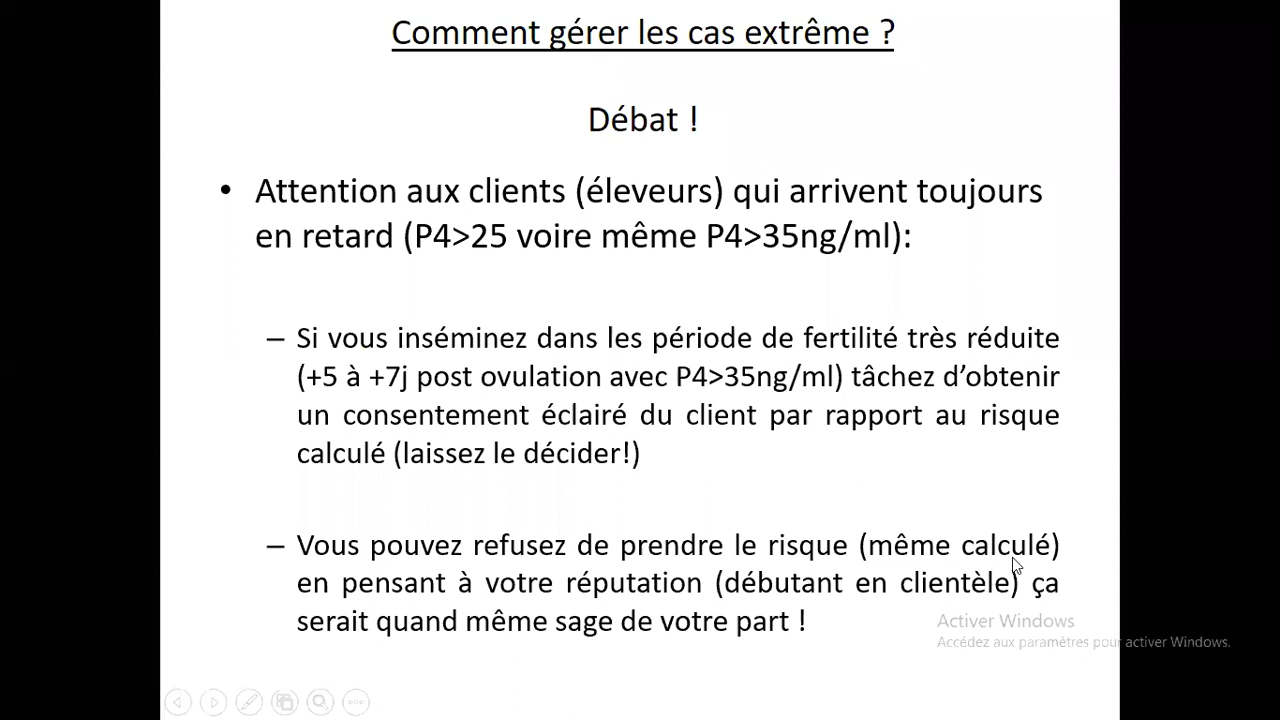 Comment gérer les cas extrême ?
Débat !
• Attention aux clients (éleveurs) qui arrivent toujours
en retard (P4>25 voire même P4>35ng/ml):
– Si vous inséminez dans les période de fertilité très réduite
(+5 à +7j post ovulation avec P4>35ng/ml) tâchez d’obtenir
un consentement éclairé du client par rapport au risque
calculé (laissez le décider!)
– Vous pouvez refusez de prendre le risque (même calculé)
en pensant à votre réputation (débutant en clientèle) ça
serait quand même sage de votre part !
Activer Windows
Accédez aux paramètres pour activer Windows.